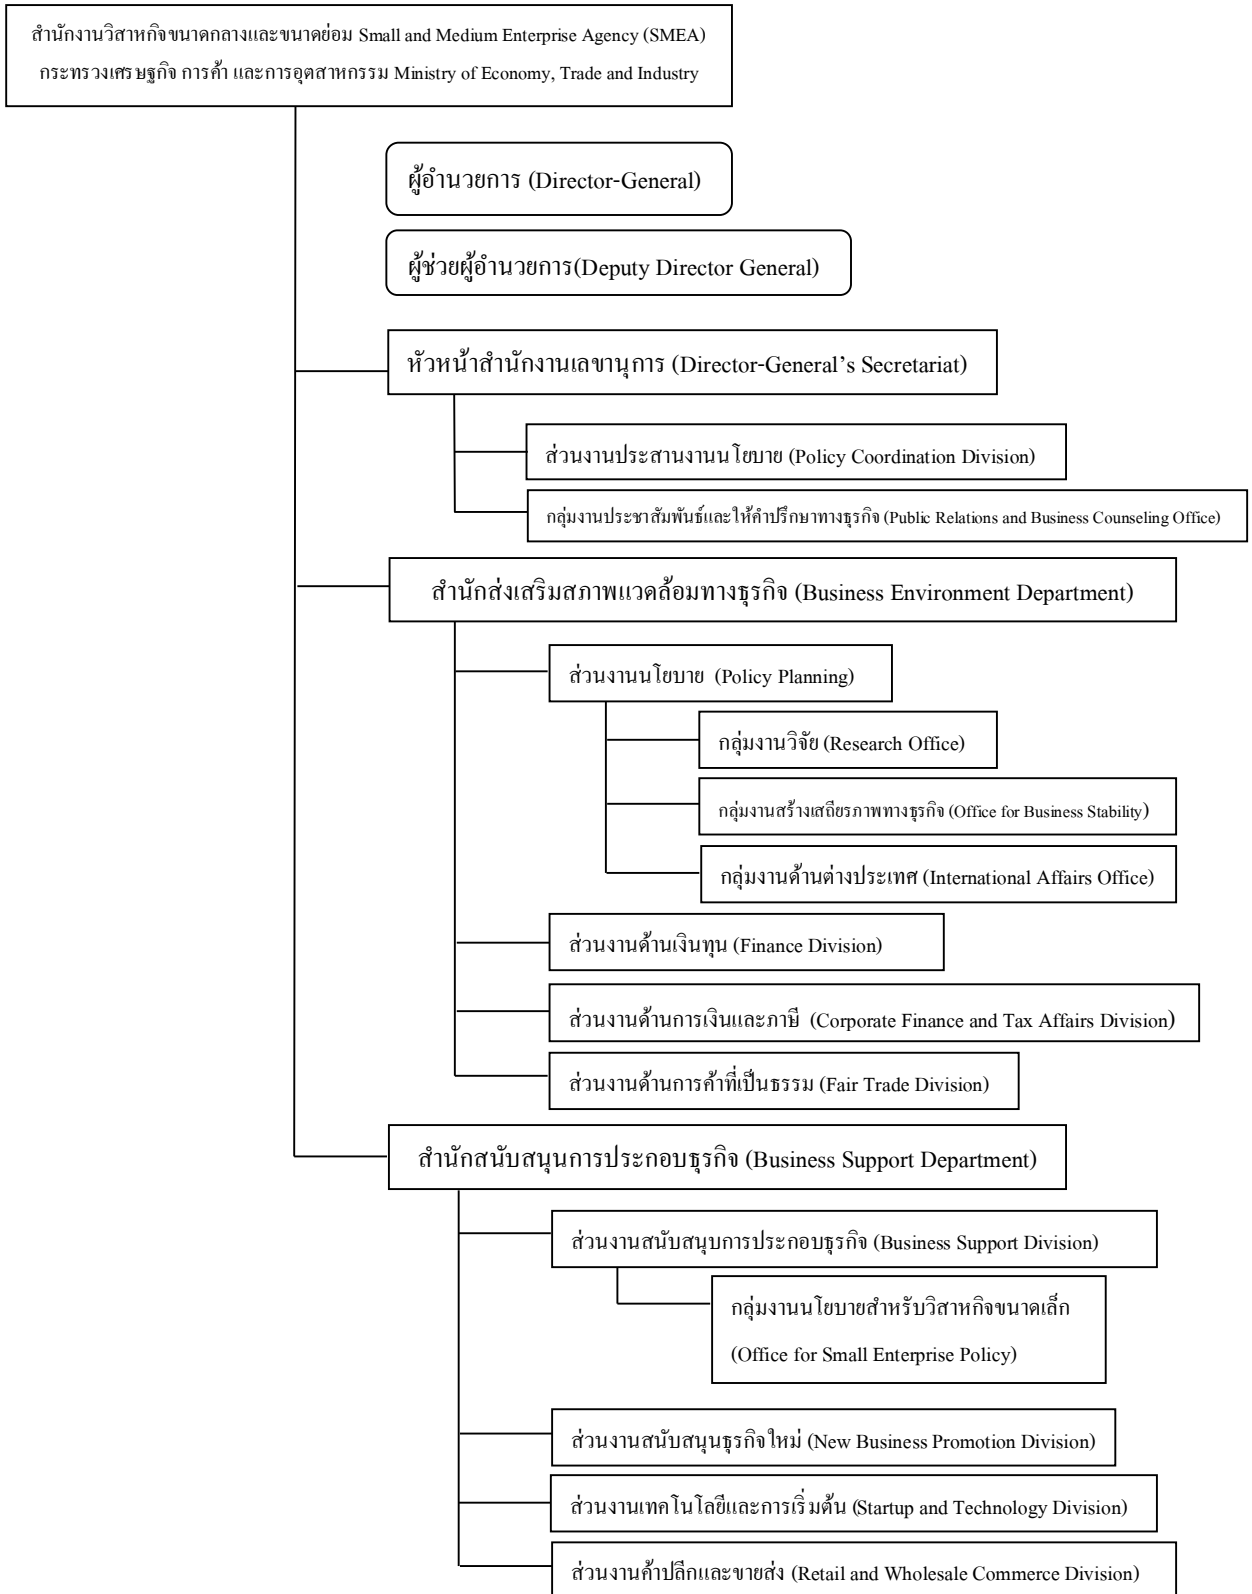 สำนักงานวิสาหกิจขนาดกลางและขนาดย่อม Small and Medium Enterprise Agency (SMEA)
กระทรวงเศรษฐกิจ การค้า และการอุตสาหกรรม Ministry of Economy, Trade and Industry
ผู้อำนวยการ (Director-General)
ผู้ช่วยผู้อำนวยการ(Deputy Director General)
หัวหน้าสำนักงานเลขานุการ (Director-General’s Secretariat)
ส่วนงานประสานงานนโยบาย (Policy Coordination Division)
กลุ่มงานประชาสัมพันธ์และให้คำปรึกษาทางธุรกิจ (Public Relations and Business Counseling Office)
สำนักส่งเสริมสภาพแวดล้อมทางธุรกิจ (Business Environment Department)
ส่วนงานนโยบาย (Policy Planning)
กลุ่มงานวิจัย (Research Office)
กลุ่มงานสร้างเสถียรภาพทางธุรกิจ (Office for Business Stability)
กลุ่มงานด้านต่างประเทศ (International Affairs Office)
ส่วนงานด้านเงินทุน (Finance Division)
ส่วนงานด้านการเงินและภาษี (Corporate Finance and Tax Affairs Division)
ส่วนงานด้านการค้าที่เป็นธรรม (Fair Trade Division)
สำนักสนับสนุนการประกอบธุรกิจ (Business Support Department)
ส่วนงานสนับสนุบการประกอบธุรกิจ (Business Support Division)
กลุ่มงานนโยบายสำหรับวิสาหกิจขนาดเล็ก
(Office for Small Enterprise Policy)
ส่วนงานสนับสนุนธุรกิจใหม่ (New Business Promotion Division)
ส่วนงานเทคโนโลยีและการเริ่มต้น (Startup and Technology Division)
ส่วนงานค้าปลีกและขายส่ง (Retail and Wholesale Commerce Division)